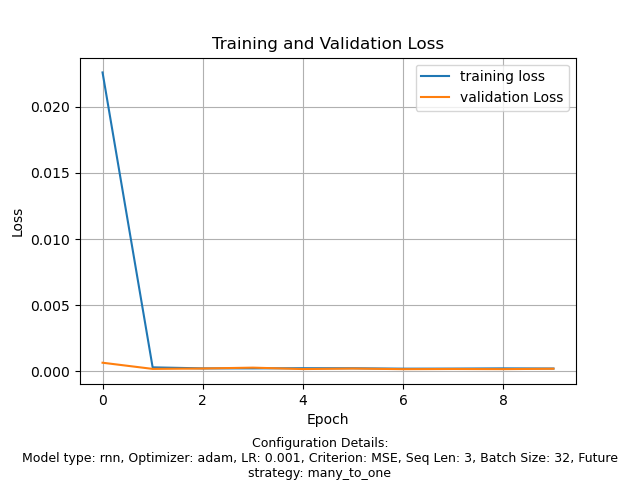 Training and Validation Loss
training loss
validation Loss
0.020
0.015
0.010
0.005
0.000
Loss
0 2 4 6 8
Epoch
Configuration Details:
Model type: rnn, Optimizer: adam, LR: 0.001, Criterion: MSE, Seq Len: 3, Batch Size: 32, Future
strategy: many_to_one